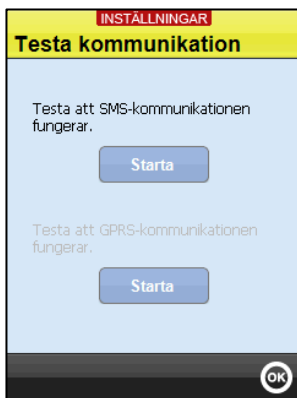 INSTÄLLNINGAR
Testa kommunikation
Testa att SMS-kommunikationen
fungerar.
Starta
Testa att GPRS-kommunikationen
fungerar.
Starta
OK